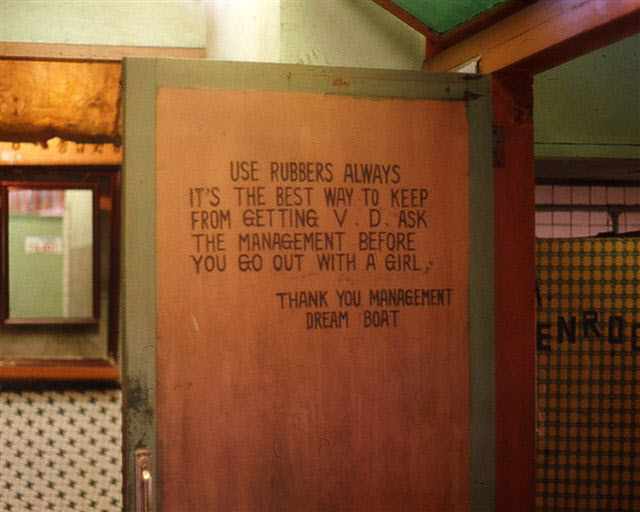 USE RUBBERS ALWAYS
IT'S THE BEST WAY TO KEEP
FROM GETTING V.D. ASK
THE MANAGEMENT BEFORE
YOU GO OUT WITH A GIRL,
THANK YOU MANAGEMENT
DREAM BOAT
ENRO